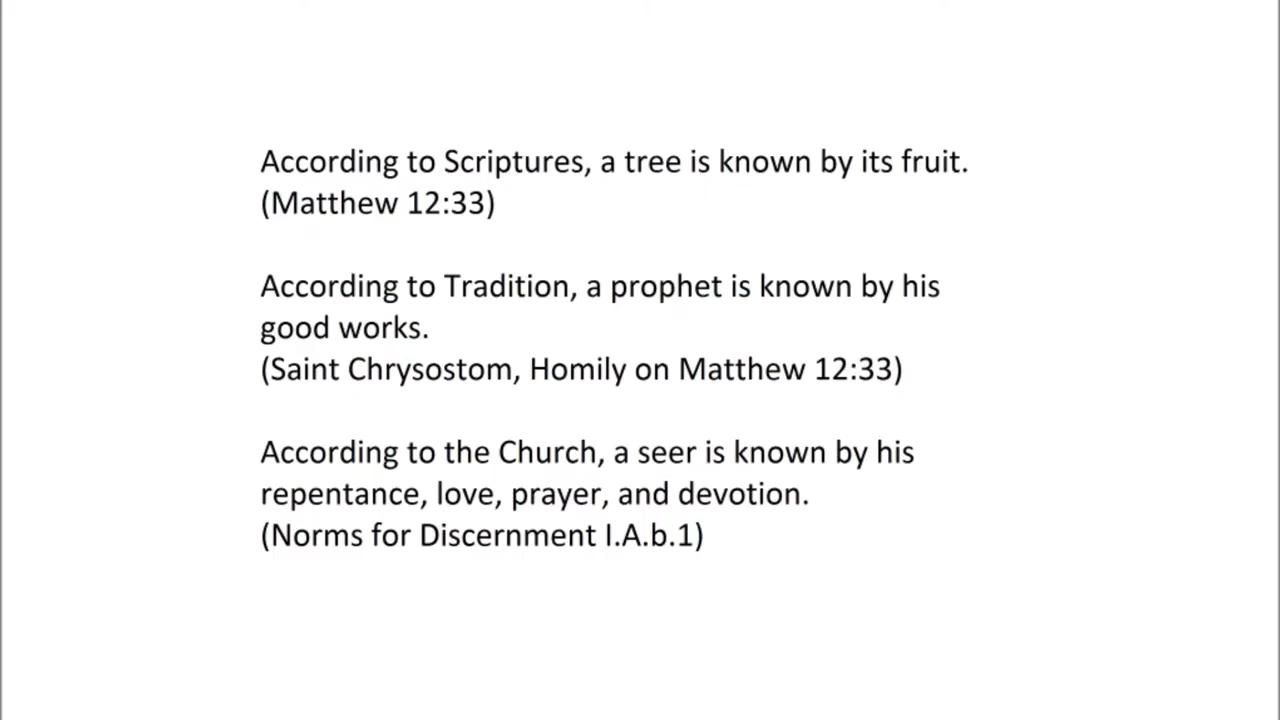 According to Scriptures, a tree is known by its fruit.
(Matthew 12:33)
According to Tradition, a prophet is known by his
good works.
(Saint Chrysostom, Homily on Matthew 12:33)
According to the Church, a seer is known by his
repentance, love, prayer, and devotion.
(Norms for Discernment I.A.b.1)